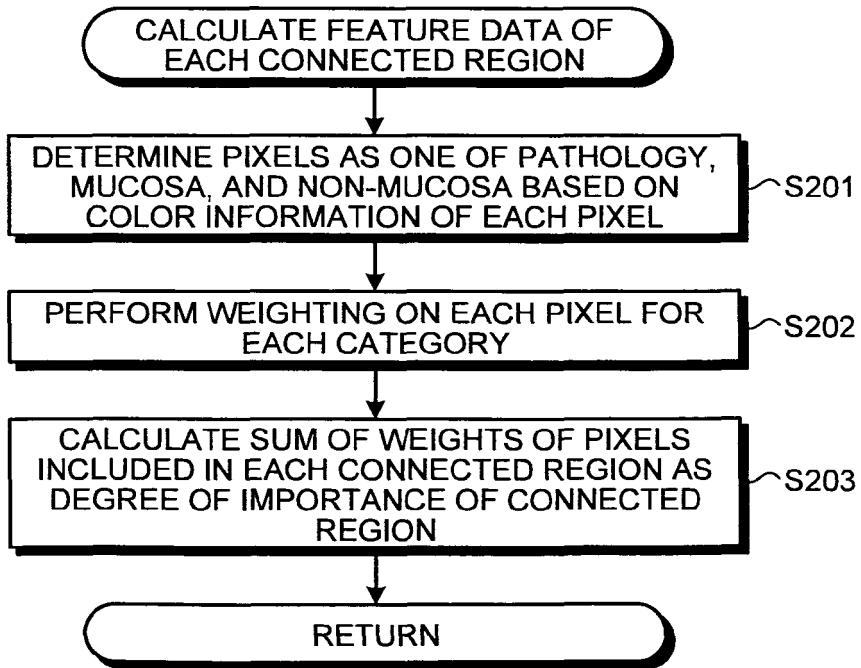 CALCULATE FEATURE DATA OF
EACH CONNECTED REGION
DETERMINE PIXELS AS ONE OF PATHOLOGY,
MUCOSA, AND NON-MUCOSA BASED ON
COLOR INFORMATION OF EACH PIXEL
S201
PERFORM WEIGHTING ON EACH PIXEL FOR
EACH CATEGORY
S202
CALCULATE SUM OF WEIGHTS OF PIXELS
INCLUDED IN EACH CONNECTED REGION AS
DEGREE OF IMPORTANCE OF CONNECTED
REGION
S203
RETURN